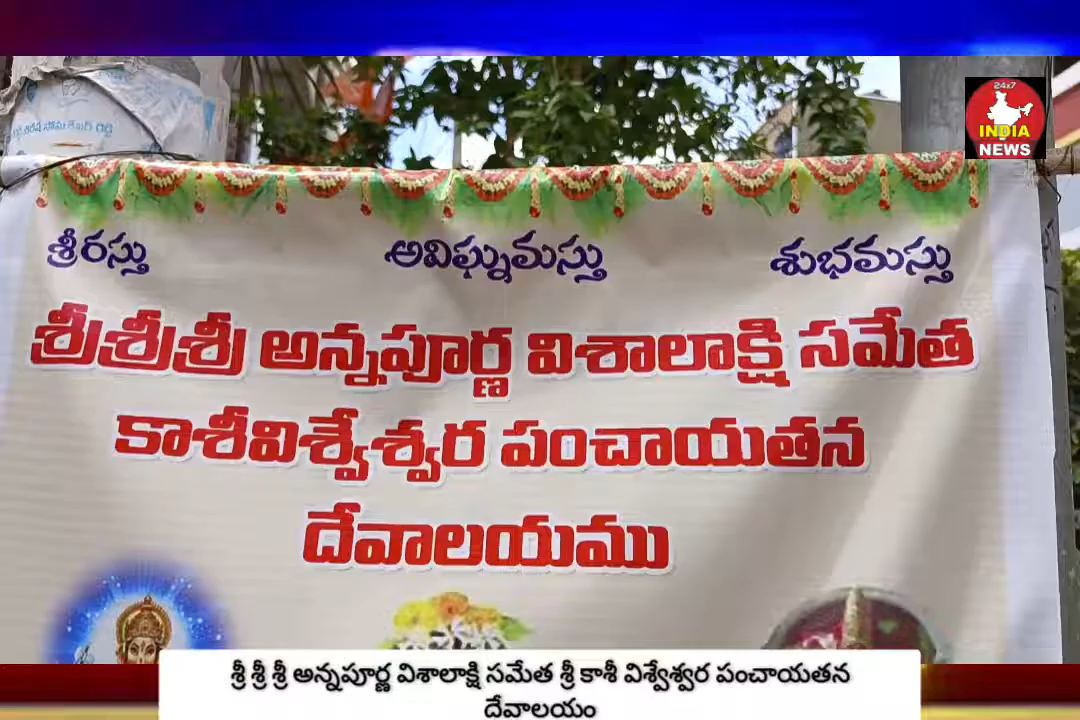 24x7
INDIA
NEWS
శ్రీరస్తు అవిఘ్నమస్తు శుభమస్తు
శ్రీశ్రీశ్రీ అన్నపూర్ణ విశాలాక్షి సమేత
కాశీవిశ్వేశ్వర పంచాయతన
దేవాలయము
శ్రీ శ్రీ శ్రీ అన్నపూర్ణ విశాలాక్షి సమేత శ్రీ కాశీ విశ్వేశ్వర పంచాయతన
దేవాలయం